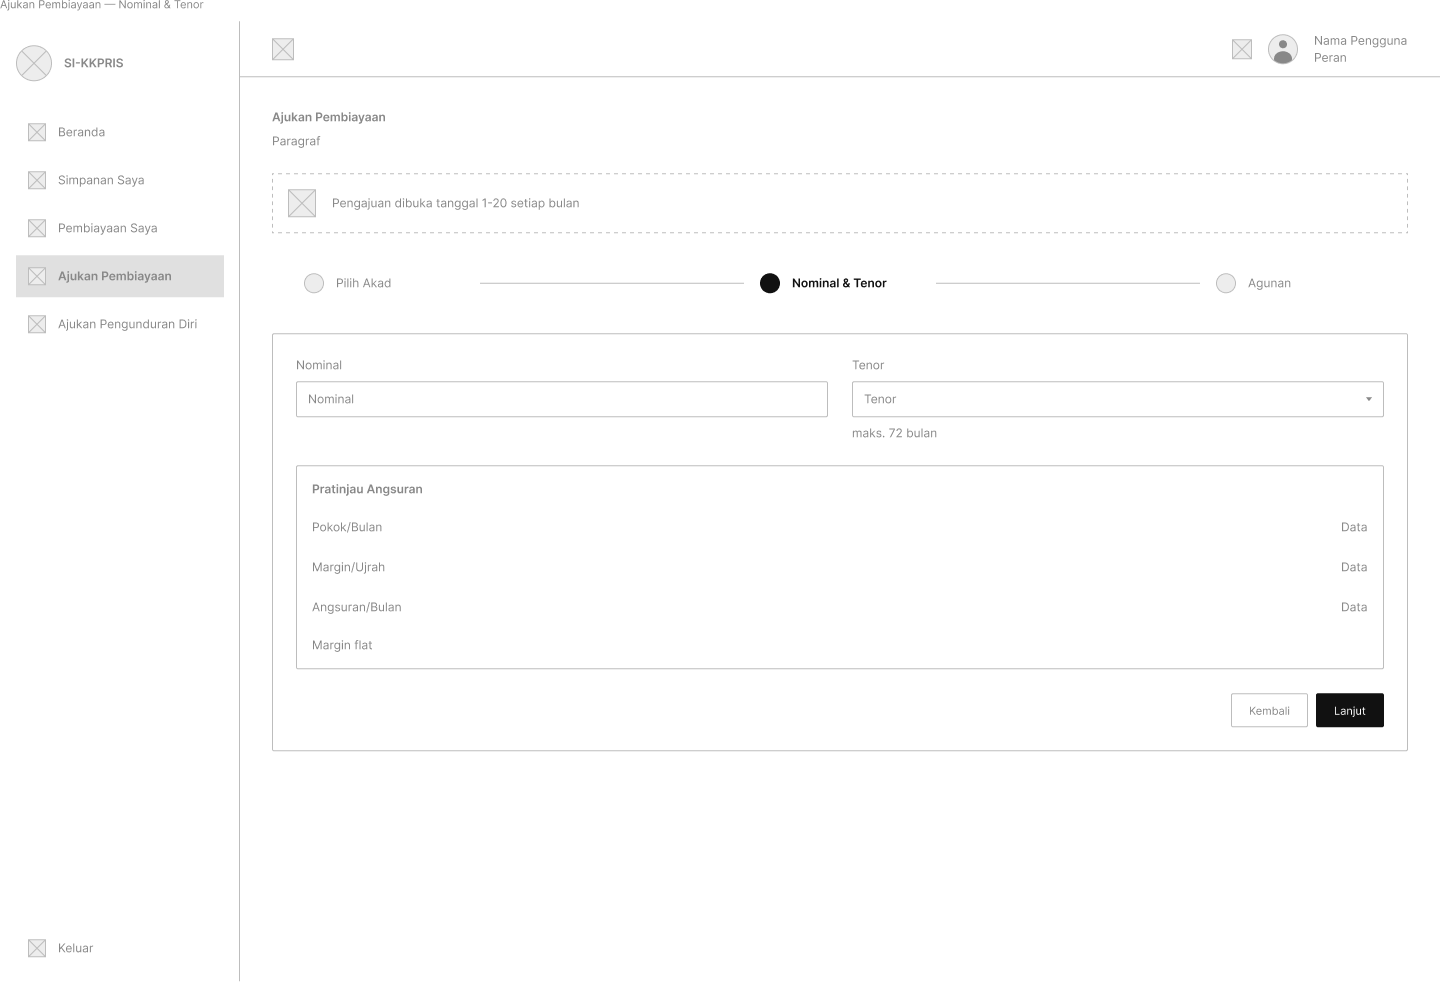 Ajukan Pembiayaan — Nominal & Tenor
SI-KKPRIS
Beranda
Simpanan Saya
Pembiayaan Saya
Ajukan Pembiayaan
Ajukan Pengunduran Diri
Keluar
Nama Pengguna
Peran
Ajukan Pembiayaan
Paragraf
Pengajuan dibuka tanggal 1-20 setiap bulan
Pilih Akad
Nominal & Tenor
Agunan
Nominal
Nominal
Tenor
Tenor
maks. 72 bulan
Pratinjau Angsuran
Pokok/Bulan Data
Margin/Ujrah Data
Angsuran/Bulan Data
Margin flat
Kembali
Lanjut